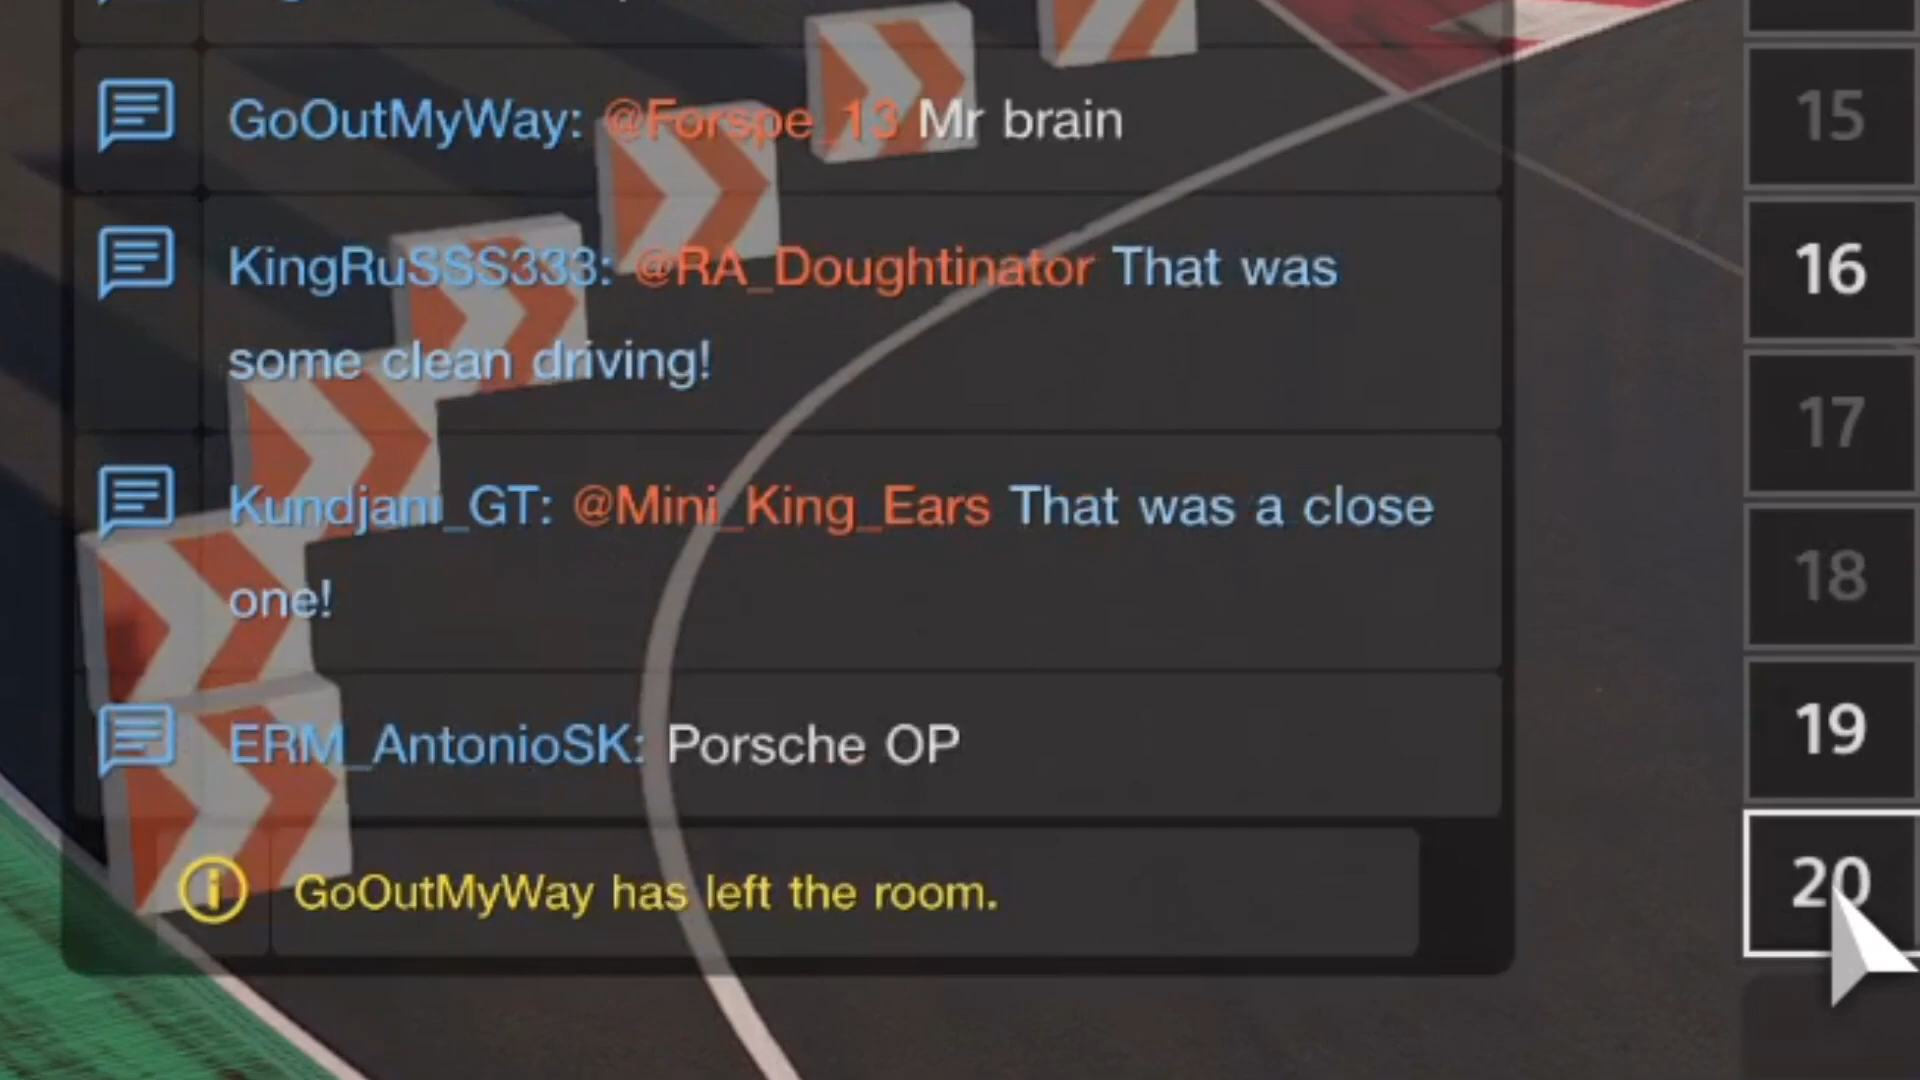 GoOutMyWay: @Forspe_13 Mr brain
KingRuSSS333: @RA_Doughtinator That was
some clean driving!
Kundjani_GT: @Mini_King_Ears That was a close
one!
ERM_AntonioSK: Porsche OP
GoOutMyWay has left the room.
15
16
17
18
19
20